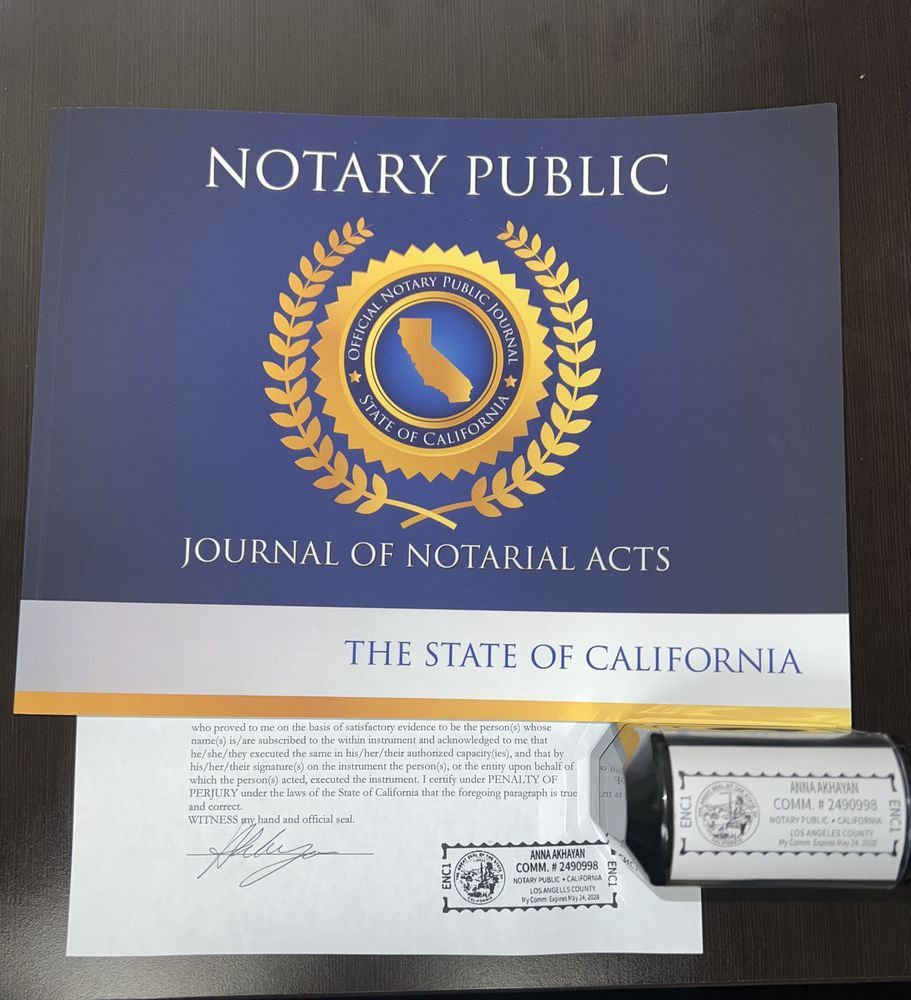 NOTARY PUBLIC
OFFICIAL NOTARY PUBLIC JOURNAL
STATE OF CALIFORNIA
JOURNAL OF NOTARIAL ACTS
THE STATE OF CALIFORNIA
who proved to me on the basis of satisfactory evidence to be the person(s) whose
name(s) is/are subscribed to the within instrument and acknowledged to me that
he/she/they executed the same in his/her/their authorized capacity(ies), and that by
his/her/their signature(s) on the instrument the person(s), or the entity upon behalf of
which the person(s) acted, executed the instrument. I certify under PENALTY OF
PERJURY under the laws of the State of California that the foregoing paragraph is true
and correct.
WITNESS my hand and official seal.
ENC1
ANNA AKHAYAN
COMM. # 2490998
NOTARY PUBLIC • CALIFORNIA
LOS ANGELES COUNTY
My Comm. Expires May 24, 2028
ENC1
ENC1
ANNA AKHAYAN
COMM. # 2490998
NOTARY PUBLIC • CALIFORNIA
LOS ANGELES COUNTY
My Comm. Expires May 24, 2028
ENC1